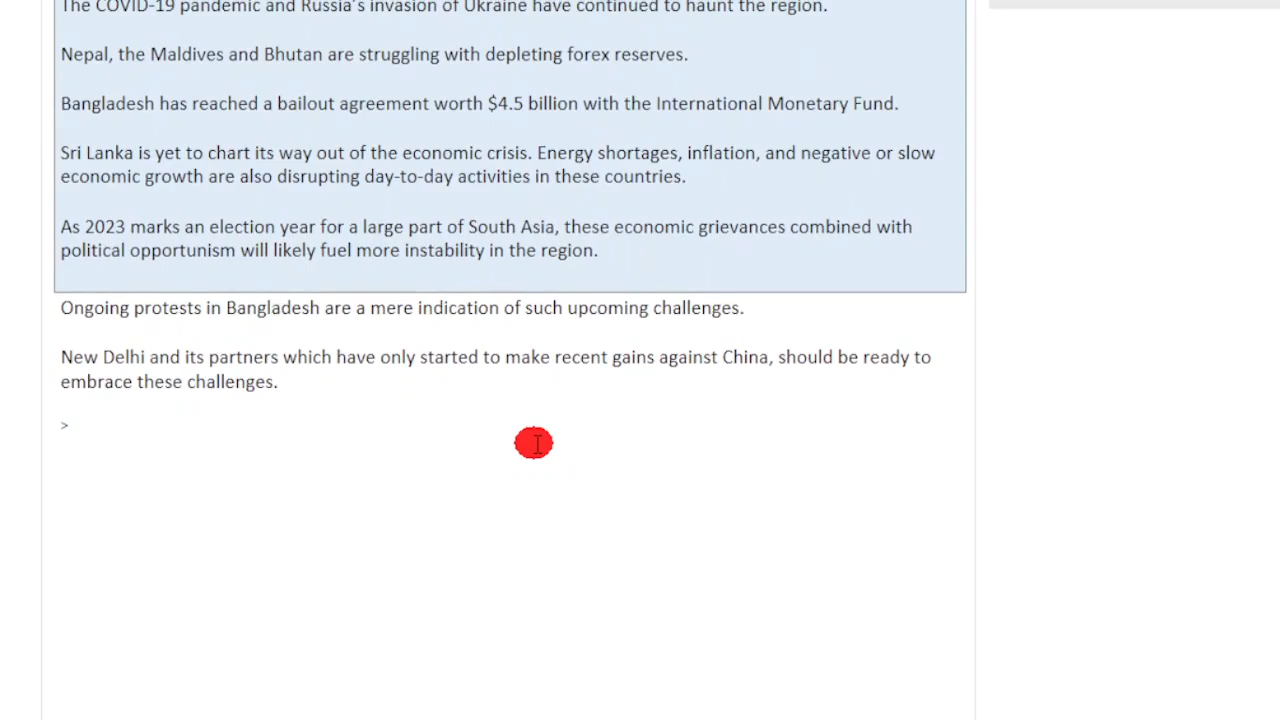 The COVID-19 pandemic and Russia's invasion of Ukraine have continued to haunt the region.
Nepal, the Maldives and Bhutan are struggling with depleting forex reserves.
Bangladesh has reached a bailout agreement worth $4.5 billion with the International Monetary Fund.
Sri Lanka is yet to chart its way out of the economic crisis. Energy shortages, inflation, and negative or slow
economic growth are also disrupting day-to-day activities in these countries.
As 2023 marks an election year for a large part of South Asia, these economic grievances combined with
political opportunism will likely fuel more instability in the region.
Ongoing protests in Bangladesh are a mere indication of such upcoming challenges.
New Delhi and its partners which have only started to make recent gains against China, should be ready to
embrace these challenges.
>